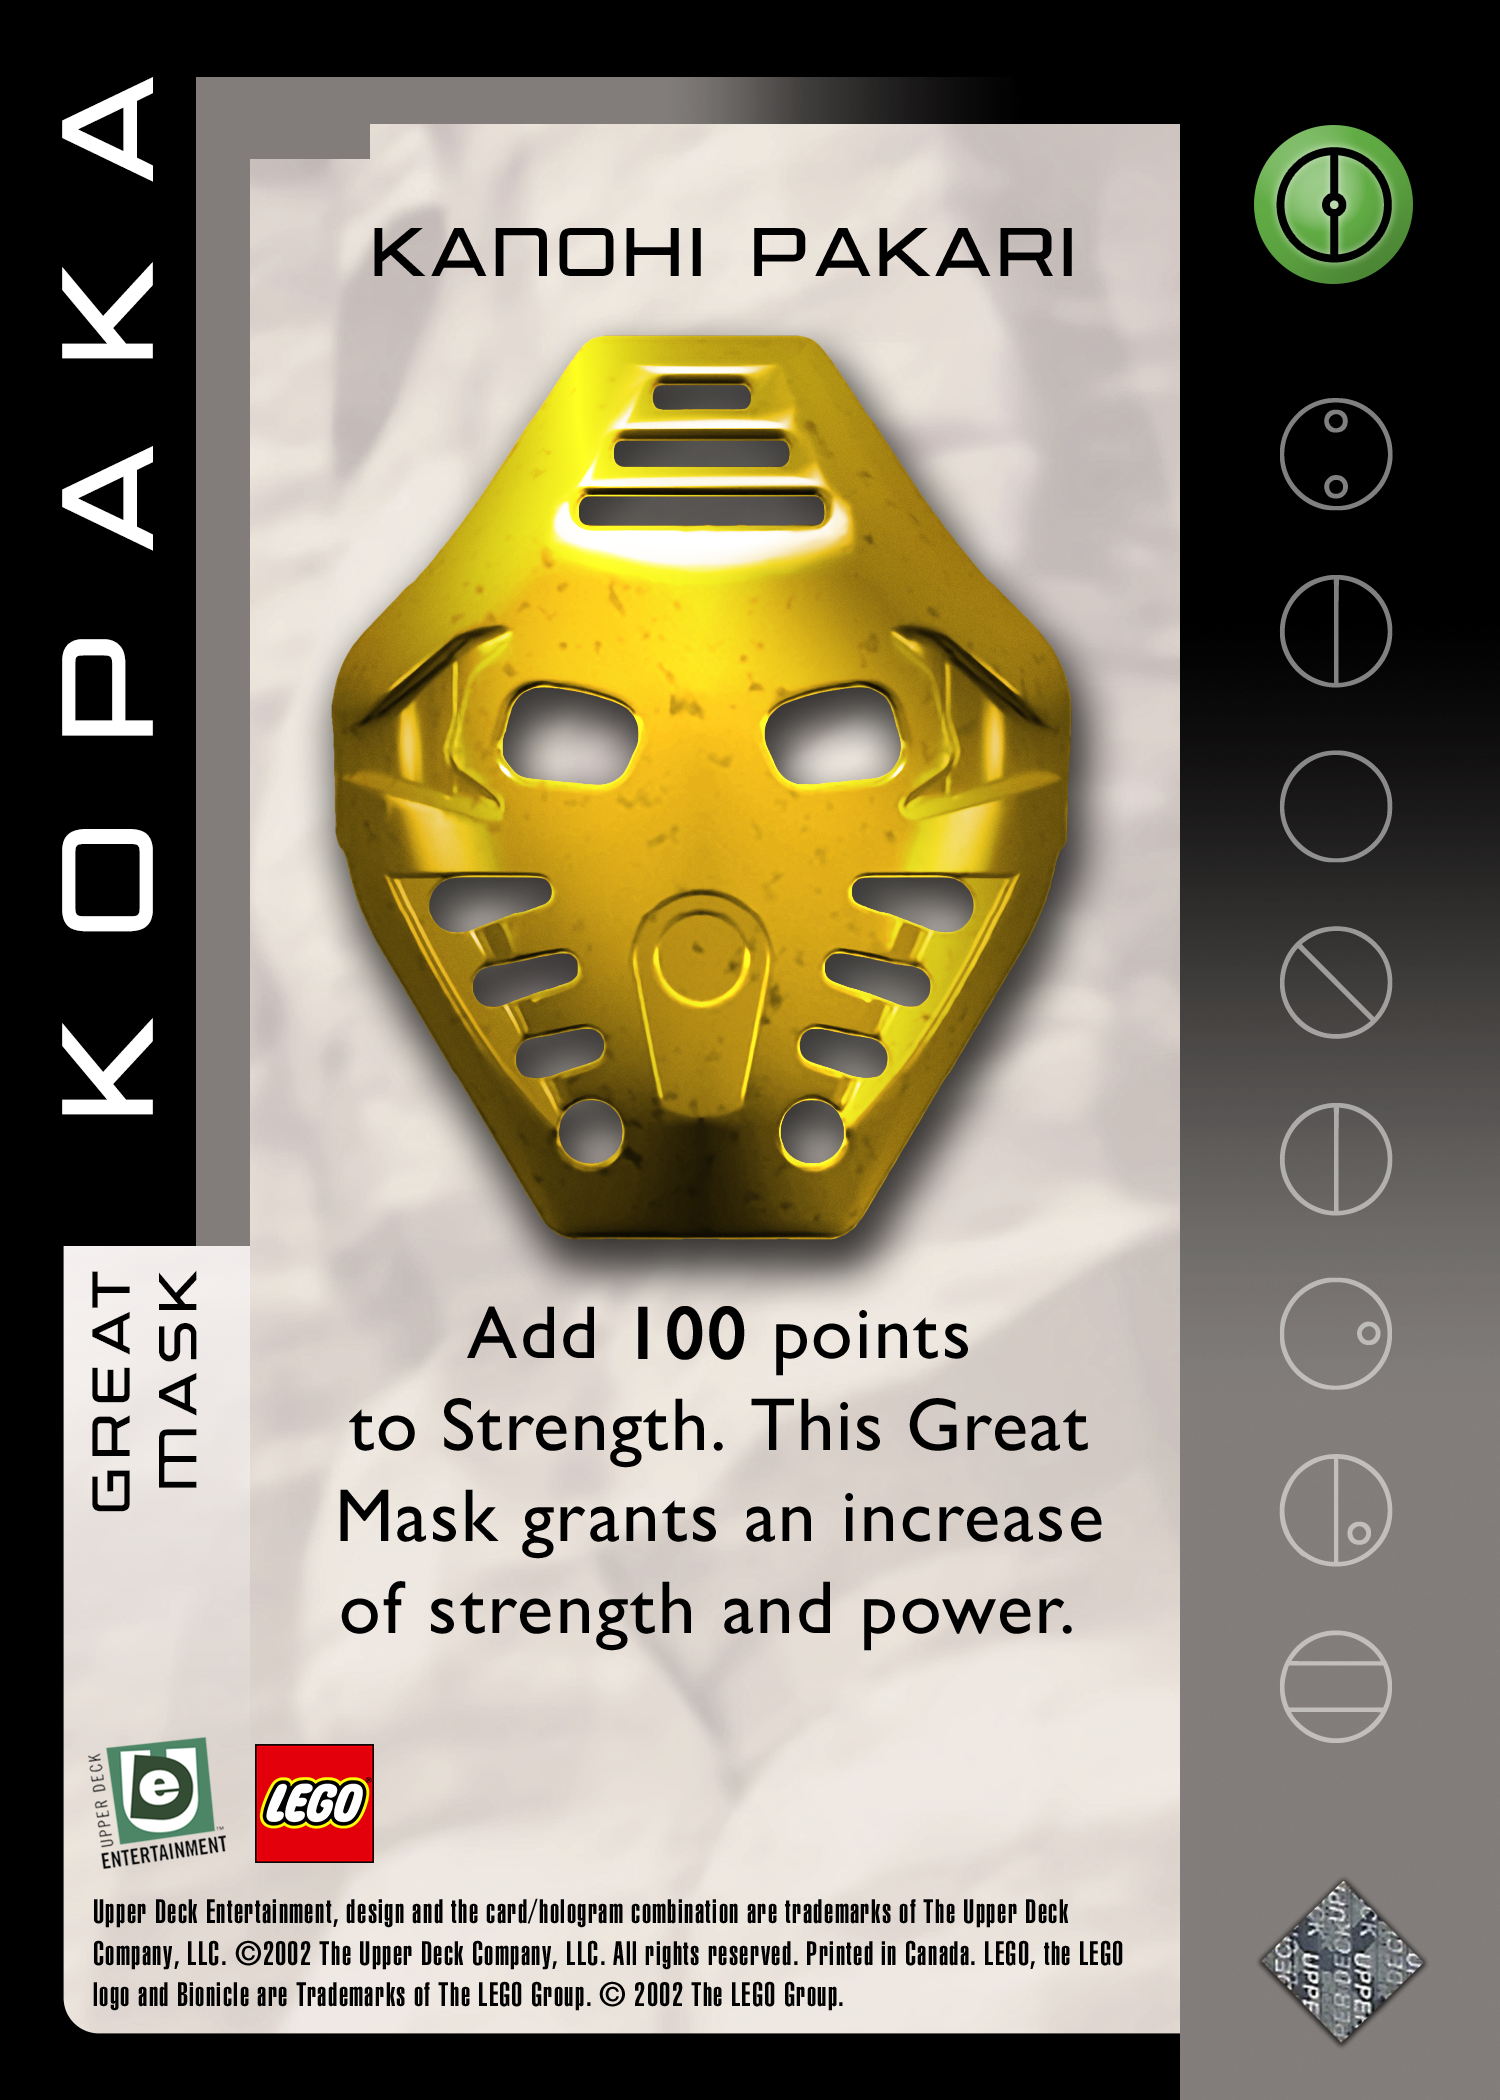 KOPAKA
KANOHI PAKARI
GREAT
MASK
Add 100 points
to Strength. This Great
Mask grants an increase
of strength and power.
UPPER DECK
Ue
ENTERTAINMENT™
LEGO
Upper Deck Entertainment, design and the card/hologram combination are trademarks of The Upper Deck
Company, LLC. ©2002 The Upper Deck Company, LLC. All rights reserved. Printed in Canada. LEGO, the LEGO
logo and Bionicle are Trademarks of The LEGO Group. © 2002 The LEGO Group.